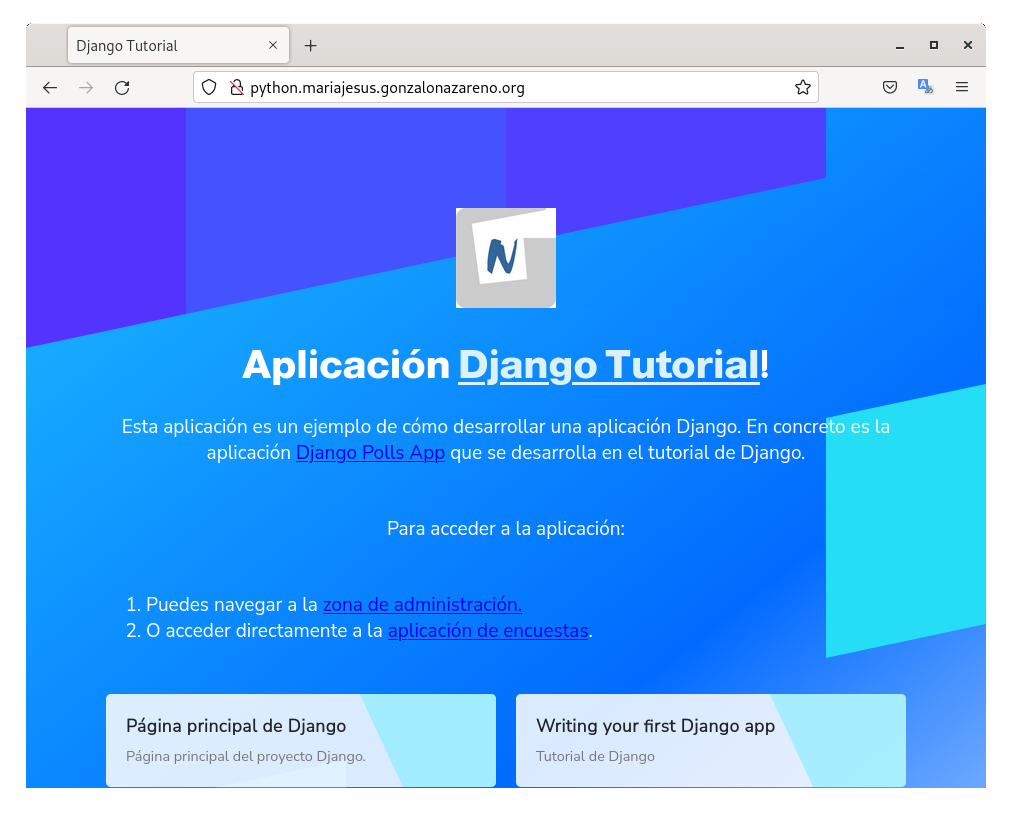 Django Tutorial
python.mariajesus.gonzalonazareno.org
N
Aplicación Django Tutorial!
Esta aplicación es un ejemplo de cómo desarrollar una aplicación Django. En concreto es la
aplicación Django Polls App que se desarrolla en el tutorial de Django.
Para acceder a la aplicación:
1. Puedes navegar a la zona de administración.
2. O acceder directamente a la aplicación de encuestas.
Página principal de Django
Página principal del proyecto Django.
Writing your first Django app
Tutorial de Django